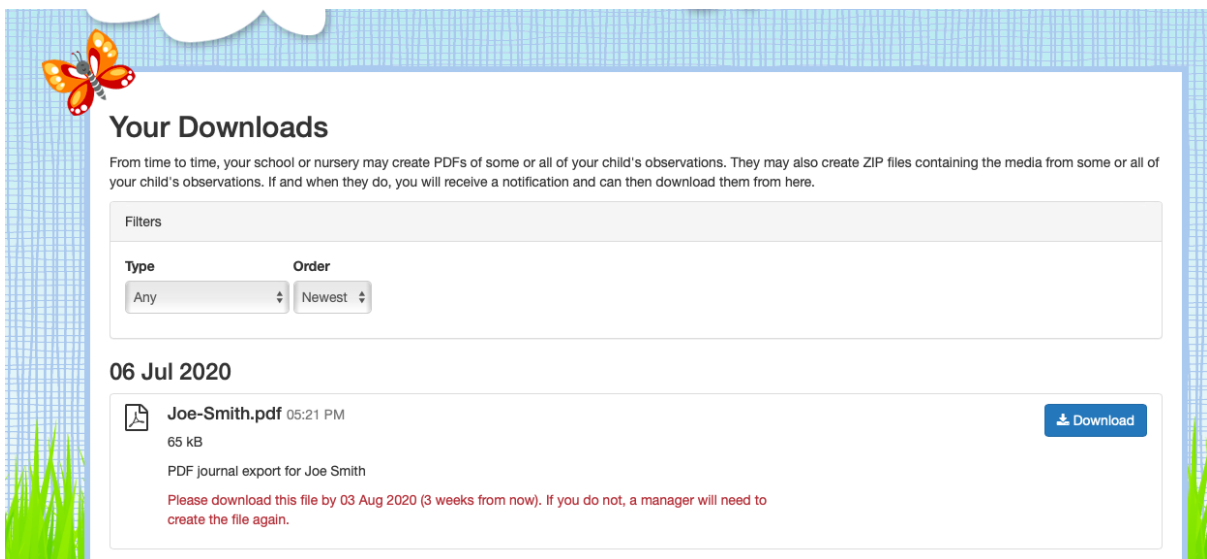 Your Downloads
From time to time, your school or nursery may create PDFs of some or all of your child's observations. They may also create ZIP files containing the media from some or all of
your child's observations. If and when they do, you will receive a notification and can then download them from here.
Filters
Type Order
Any Newest
06 Jul 2020
Joe-Smith.pdf 05:21 PM Download
65 kB
PDF journal export for Joe Smith
Please download this file by 03 Aug 2020 (3 weeks from now). If you do not, a manager will need to
create the file again.